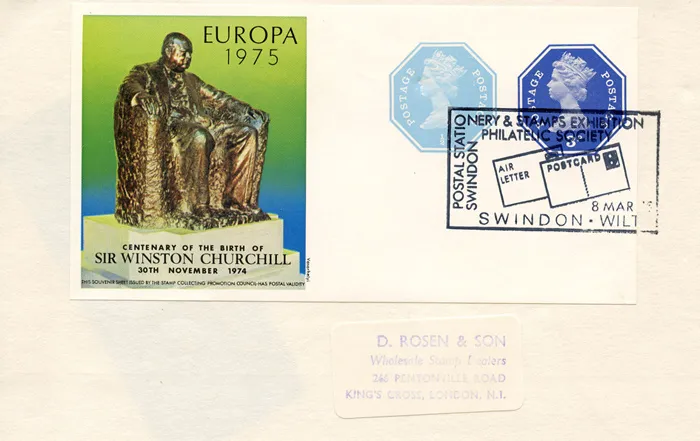 EUROPA
1975
CENTENARY OF THE BIRTH OF
SIR WINSTON CHURCHILL
30TH NOVEMBER 1974
THIS SOUVENIR SHEET ISSUED BY THE STAMP COLLECTING PROMOTION COUNCIL-HAS POSTAL VALIDITY
POSTAGE
POSTAGE
POSTAL STATIONERY & STAMPS EXHIBITION
SWINDON PHILATELIC SOCIETY
AIR
LETTER
POSTCARD
8 MAR
SWINDON · WILT
D. ROSEN & SON
Wholesale Stamp Dealers
246 PENTONVILLE ROAD
KING'S CROSS, LONDON, N.1.